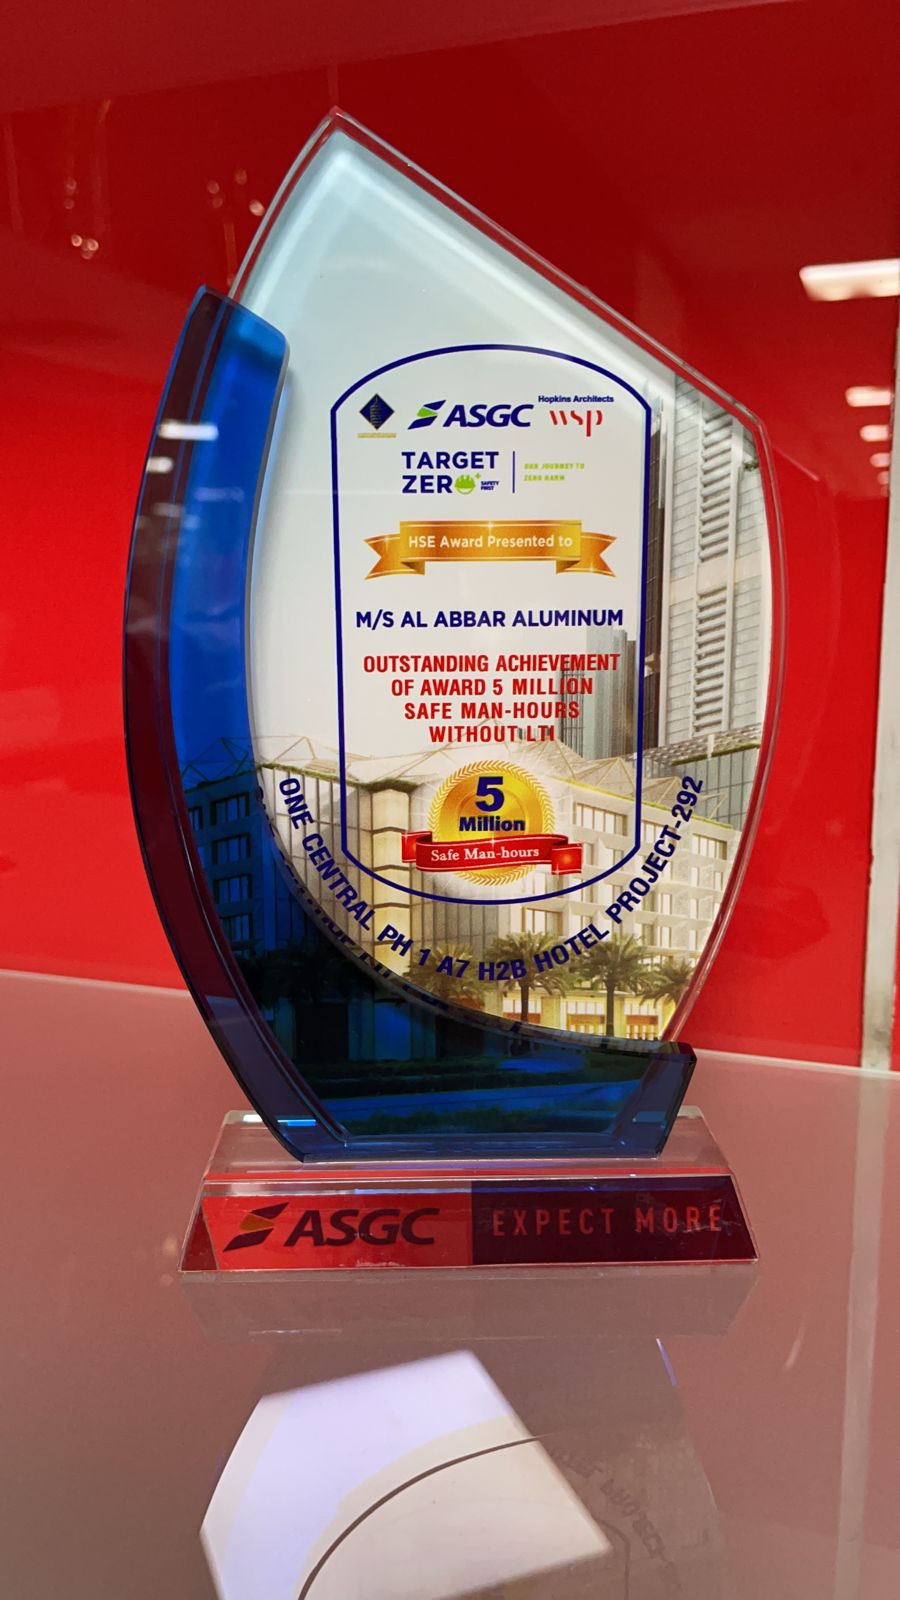 Hopkins Architects
ASGC wsp
TARGET
ZERO SAFETY FIRST
OUR JOURNEY TO
ZERO HARM
HSE Award Presented to
M/S AL ABBAR ALUMINUM
OUTSTANDING ACHIEVEMENT
OF AWARD 5 MILLION
SAFE MAN-HOURS
WITHOUT LTI
5
Million
Safe Man-hours
ONE CENTRAL PH 1 A7 H2B HOTEL PROJECT-292
ASGC EXPECT MORE